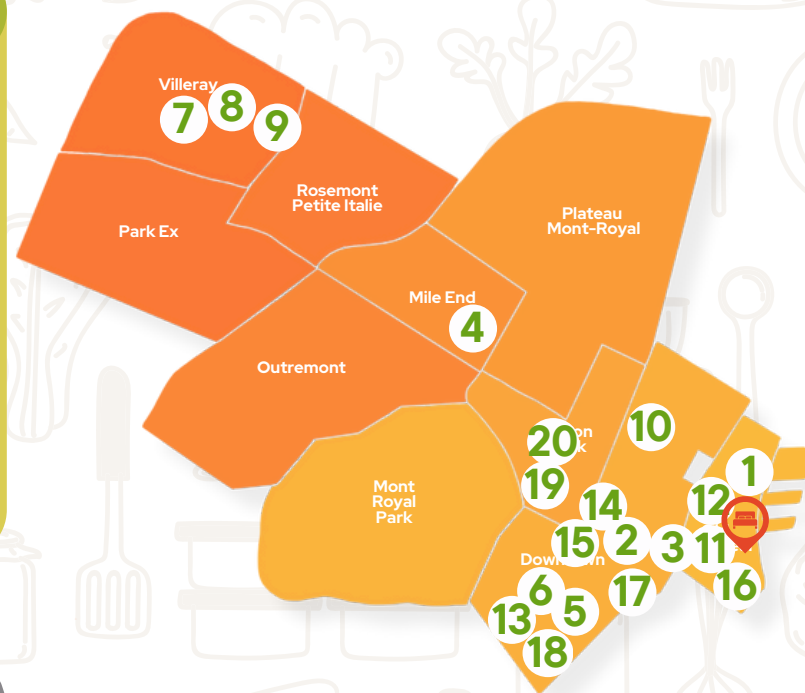 Villeray
7
8
9
Rosemont
Petite Italie
Park Ex
Plateau
Mont-Royal
Mile End
4
Outremont
20
10
19
1
Mont
Royal
Park
14
12
15
2
3
11
6
5
17
16
13
18